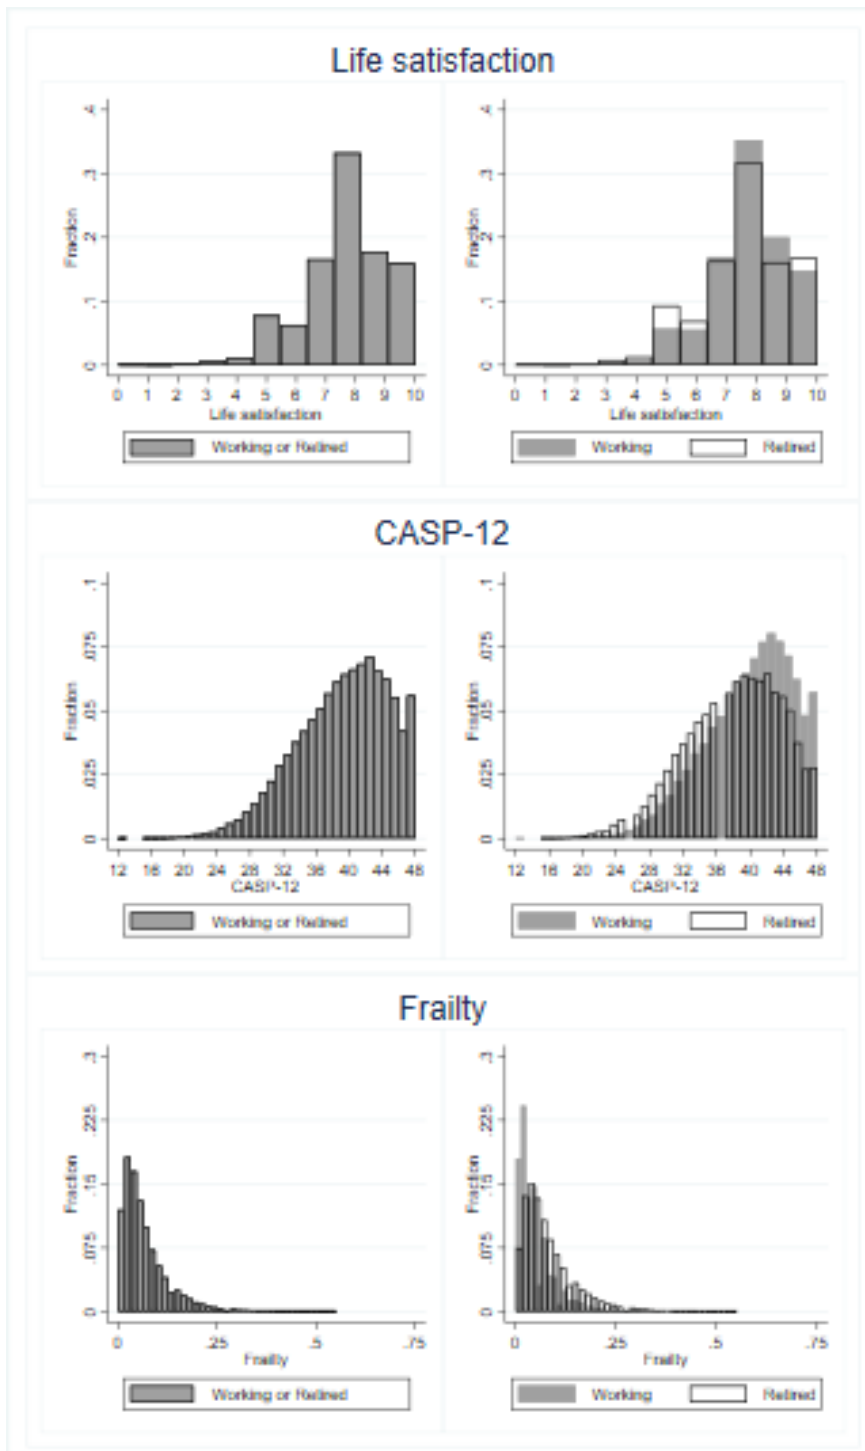 Life satisfaction
.4
.3
.2
.1
0
Fraction
0 1 2 3 4 5 6 7 8 9 10
Life satisfaction
Working or Retired
.4
.3
.2
.1
0
Fraction
0 1 2 3 4 5 6 7 8 9 10
Life satisfaction
Working Retired
CASP-12
.1
.075
.05
.025
0
Fraction
12 16 20 24 28 32 36 40 44 48
CASP-12
Working or Retired
.1
.075
.05
.025
0
Fraction
12 16 20 24 28 32 36 40 44 48
CASP-12
Working Retired
Frailty
.3
.225
.15
.075
0
Fraction
0 .25 .5 .75
Frailty
Working or Retired
.3
.225
.15
.075
0
Fraction
0 .25 .5 .75
Frailty
Working Retired